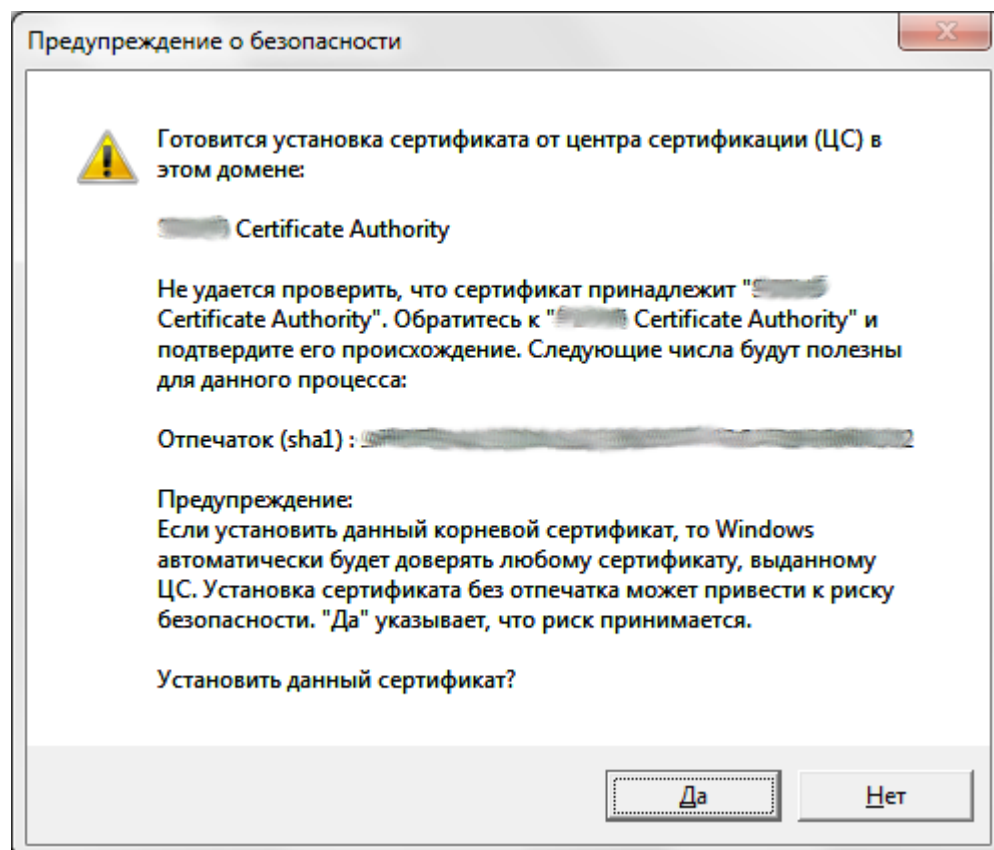 Предупреждение о безопасности
Готовится установка сертификата от центра сертификации (ЦС) в
этом домене:
Certificate Authority
Не удается проверить, что сертификат принадлежит "
Certificate Authority". Обратитесь к " Certificate Authority" и
подтвердите его происхождение. Следующие числа будут полезны
для данного процесса:
Отпечаток (sha1) : 2
Предупреждение:
Если установить данный корневой сертификат, то Windows
автоматически будет доверять любому сертификату, выданному
ЦС. Установка сертификата без отпечатка может привести к риску
безопасности. "Да" указывает, что риск принимается.
Установить данный сертификат?
Да
Нет